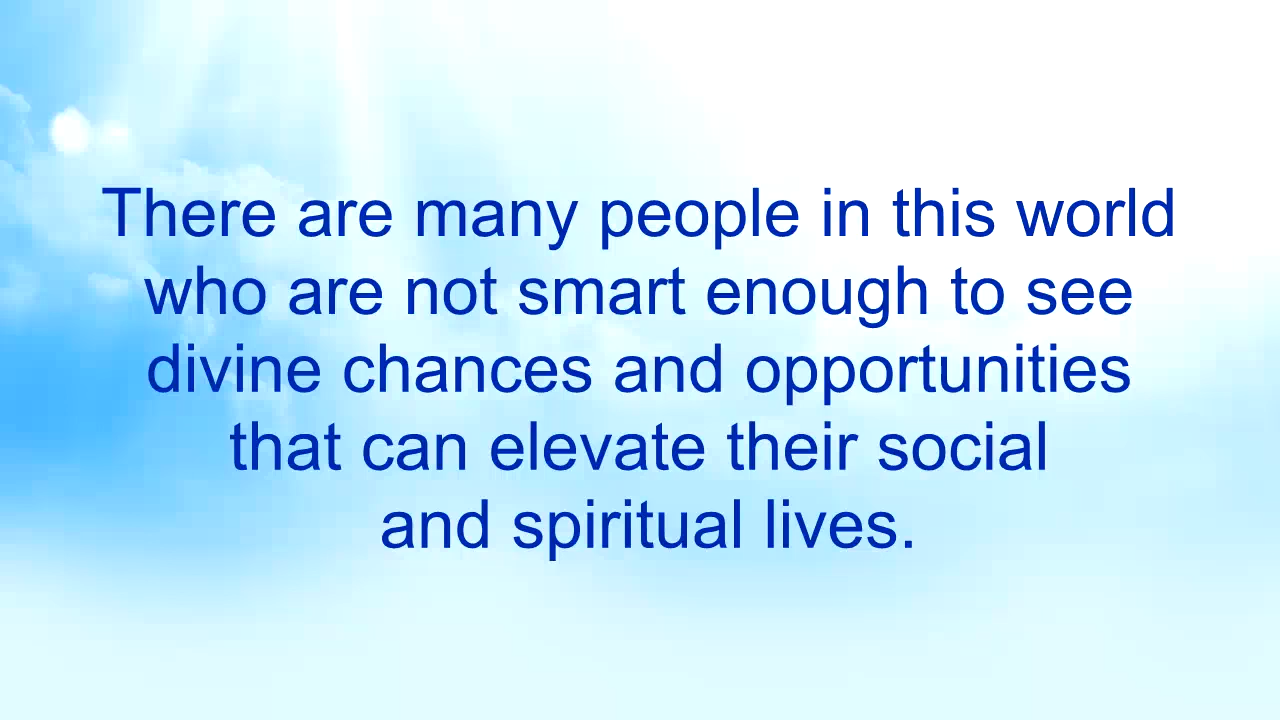 There are many people in this world
who are not smart enough to see
divine chances and opportunities
that can elevate their social
and spiritual lives.